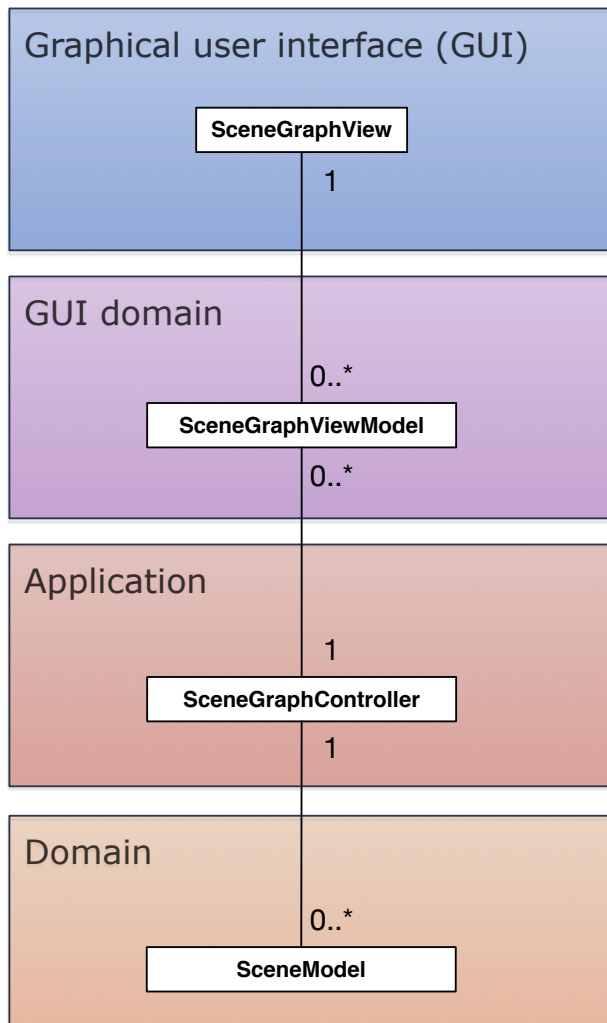 Graphical user interface (GUI)
SceneGraphView
1
GUI domain
0..*
SceneGraphViewModel
0..*
Application
1
SceneGraphController
1
Domain
0..*
SceneModel